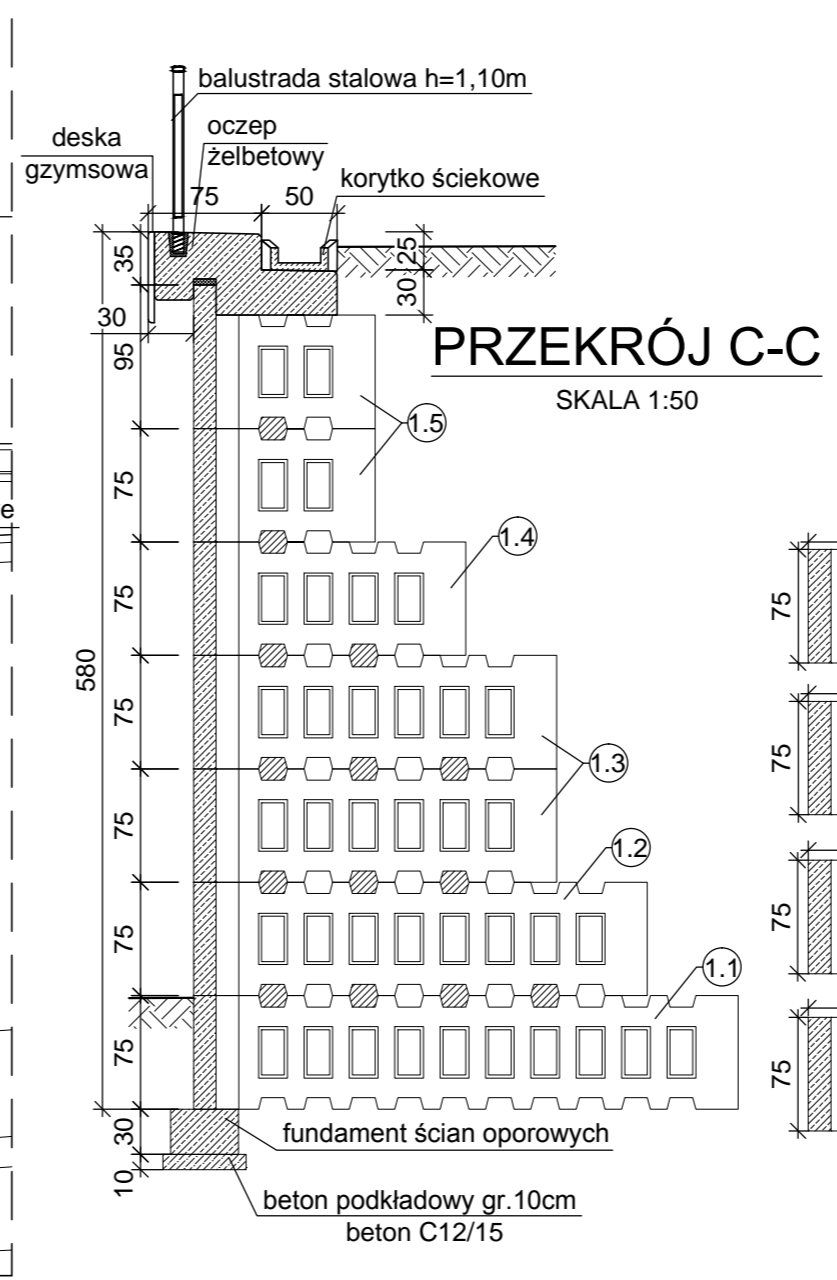 balustrada stalowa h=1,10m
deska
gzymsowa
oczep
żelbetowy
korytko ściekowe
75
50
35
25
30
30
95
PRZEKRÓJ C-C
SKALA 1:50
1.5
75
e
1.4
75
75
580
75
1.3
75
1.2
75
1.1
75
75
75
75
75
30
fundament ścian oporowych
10
beton podkładowy gr.10cm
beton C12/15